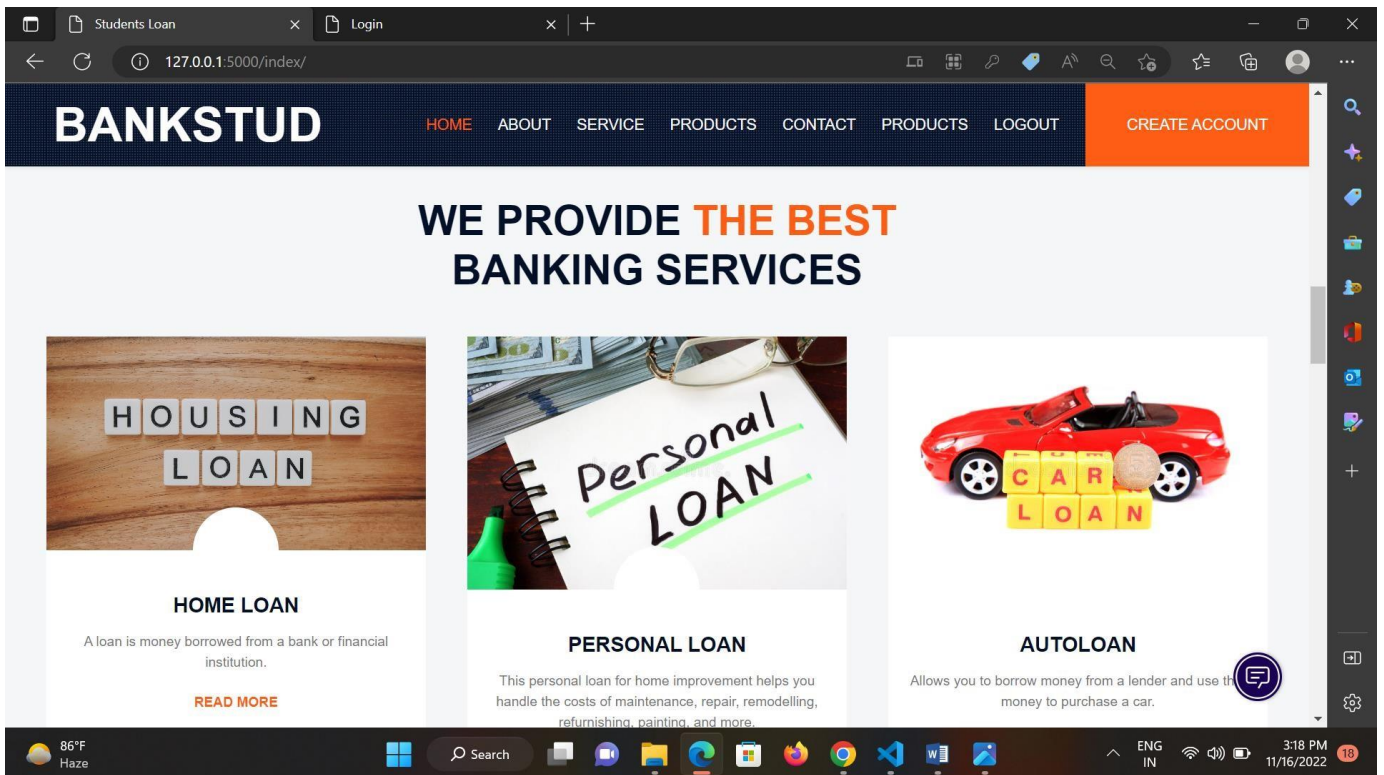 Students Loan
Login
127.0.0.1:5000/index/
BANKSTUD
HOME ABOUT SERVICE PRODUCTS CONTACT PRODUCTS LOGOUT CREATE ACCOUNT
WE PROVIDE THE BEST
BANKING SERVICES
HOUSING
LOAN
Personal
LOAN
CAR
LOAN
HOME LOAN
A loan is money borrowed from a bank or financial
institution.
READ MORE
PERSONAL LOAN
This personal loan for home improvement helps you
handle the costs of maintenance, repair, remodelling,
refurnishing, painting, and more.
AUTOLOAN
Allows you to borrow money from a lender and use
money to purchase a car.
86°F
Haze
Search
ENG
IN
3:18 PM
11/16/2022
18